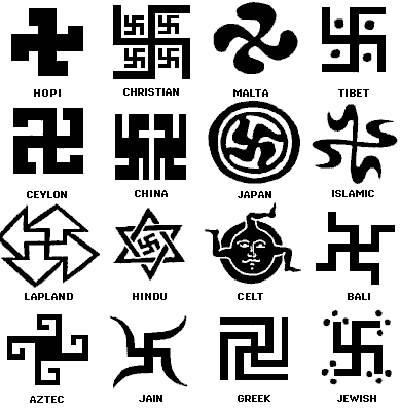 HOPI
CHRISTIAN
MALTA
TIBET
CEYLON
CHINA
JAPAN
ISLAMIC
LAPLAND
HINDU
CELT
BALI
AZTEC
JAIN
GREEK
JEWISH